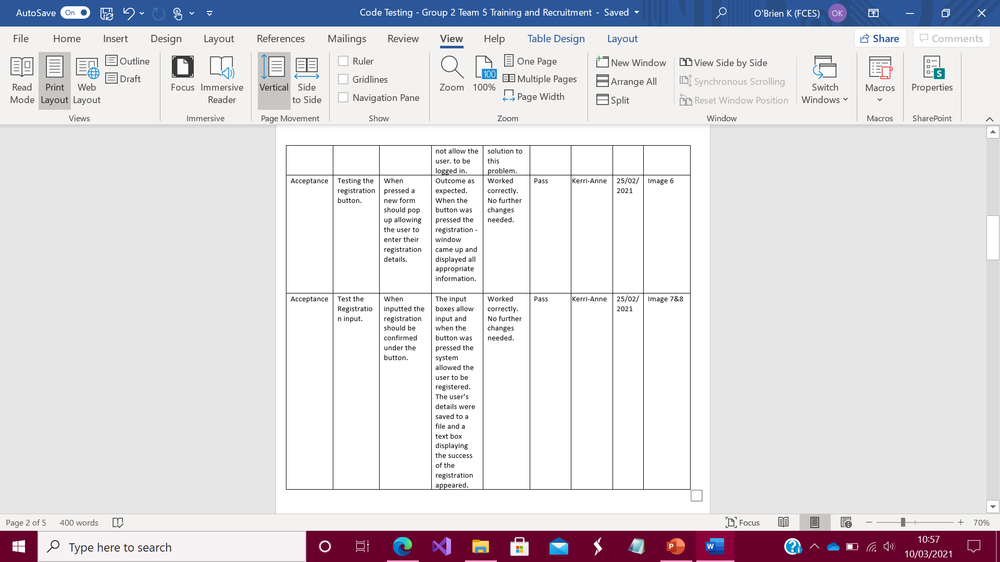 AutoSave On
Code Testing - Group 2 Team 5 Training and Recruitment - Saved
O'Brien K (FCES) OK
File Home Insert Design Layout References Mailings Review View Help Table Design Layout Share Comments
Read Mode
Print Layout
Web Layout
Outline
Draft
Views
Focus
Immersive Reader
Immersive
Vertical
Side to Side
Page Movement
Ruler
Gridlines
Navigation Pane
Show
Zoom
100
100%
One Page
Multiple Pages
Page Width
Zoom
New Window
Arrange All
Split
View Side by Side
Synchronous Scrolling
Reset Window Position
Switch Windows
Window
Macros
Macros
S
Properties
SharePoint
not allow the
user. to be
logged in.
solution to
this
problem.
Acceptance
Testing the
registration
button.
When
pressed a
new form
should pop
up allowing
the user to
enter their
registration
details.
Outcome as
expected.
When the
button was
pressed the
registration -
window
came up and
displayed all
appropriate
information.
Worked
correctly.
No further
changes
needed.
Pass
Kerri-Anne
25/02/
2021
Image 6
Acceptance
Test the
Registratio
n input.
When
inputted the
registration
should be
confirmed
under the
button.
The input
boxes allow
input and
when the
button was
pressed the
system
allowed the
user to be
registered.
The user’s
details were
saved to a
file and a
text box
displaying
the success
of the
registration
appeared.
Worked
correctly.
No further
changes
needed.
Pass
Kerri-Anne
25/02/
2021
Image 7&8
Page 2 of 5 400 words
Focus
70%
Type here to search
P
W
?
10:57
10/03/2021